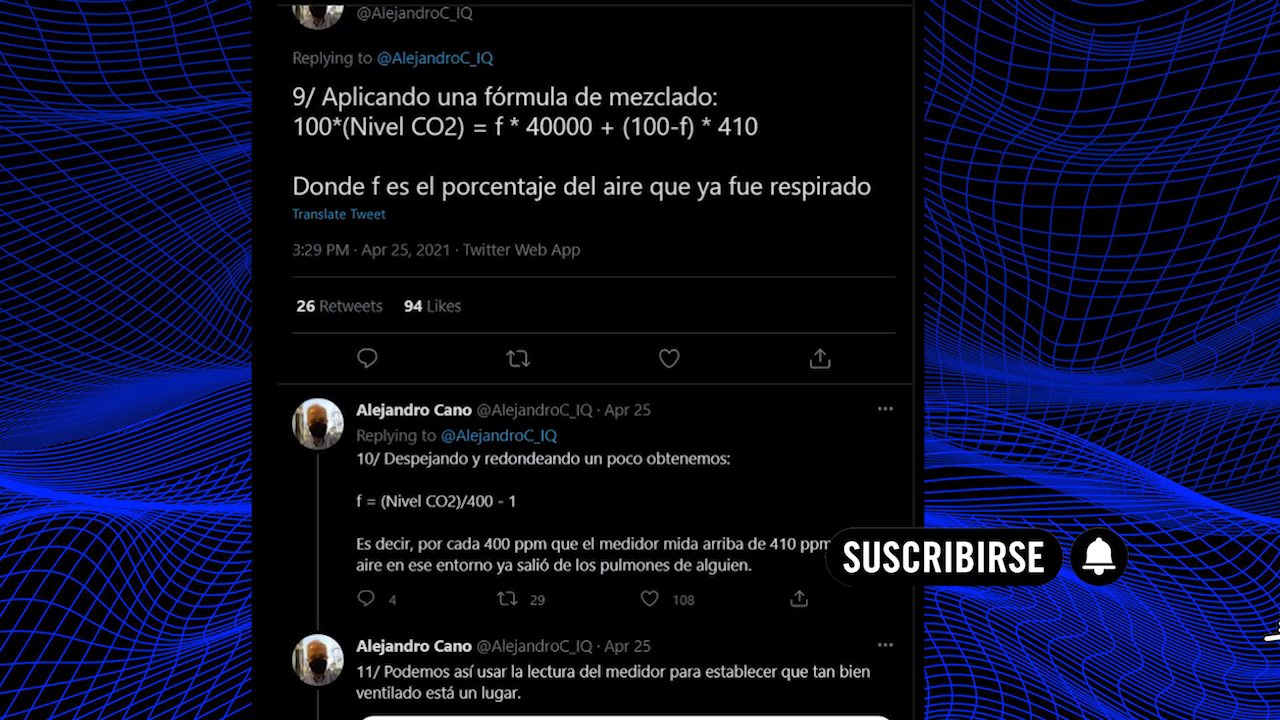 @AlejandroC_IQ
Replying to @AlejandroC_IQ
9/ Aplicando una fórmula de mezclado:
100*(Nivel CO2) = f * 40000 + (100-f) * 410
Donde f es el porcentaje del aire que ya fue respirado
Translate Tweet
3:29 PM · Apr 25, 2021 · Twitter Web App
26 Retweets 94 Likes
Alejandro Cano @AlejandroC_IQ · Apr 25
Replying to @AlejandroC_IQ
10/ Despejando y redondeando un poco obtenemos:
f = (Nivel CO2)/400 - 1
Es decir, por cada 400 ppm que el medidor mida arriba de 410 ppm
aire en ese entorno ya salió de los pulmones de alguien.
SUSCRIBIRSE
4 29 108
Alejandro Cano @AlejandroC_IQ · Apr 25
11/ Podemos así usar la lectura del medidor para establecer que tan bien
ventilado está un lugar.